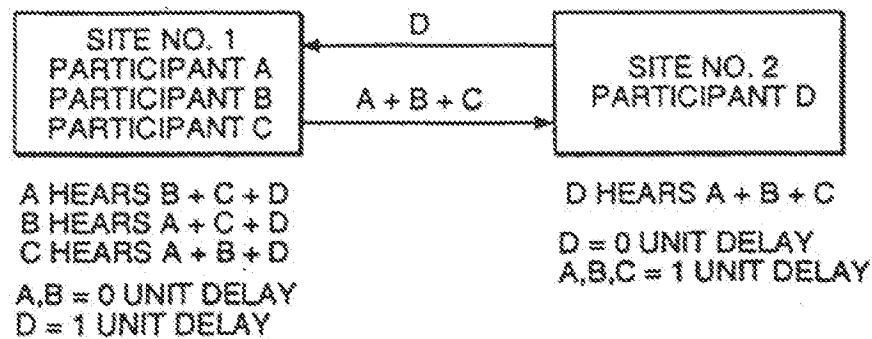 SITE NO. 1
PARTICIPANT A
PARTICIPANT B
PARTICIPANT C
D
A + B + C
SITE NO. 2
PARTICIPANT D
A HEARS B + C + D
B HEARS A + C + D
C HEARS A + B + D
A,B = 0 UNIT DELAY
D = 1 UNIT DELAY
D HEARS A + B + C
D = 0 UNIT DELAY
A,B,C = 1 UNIT DELAY